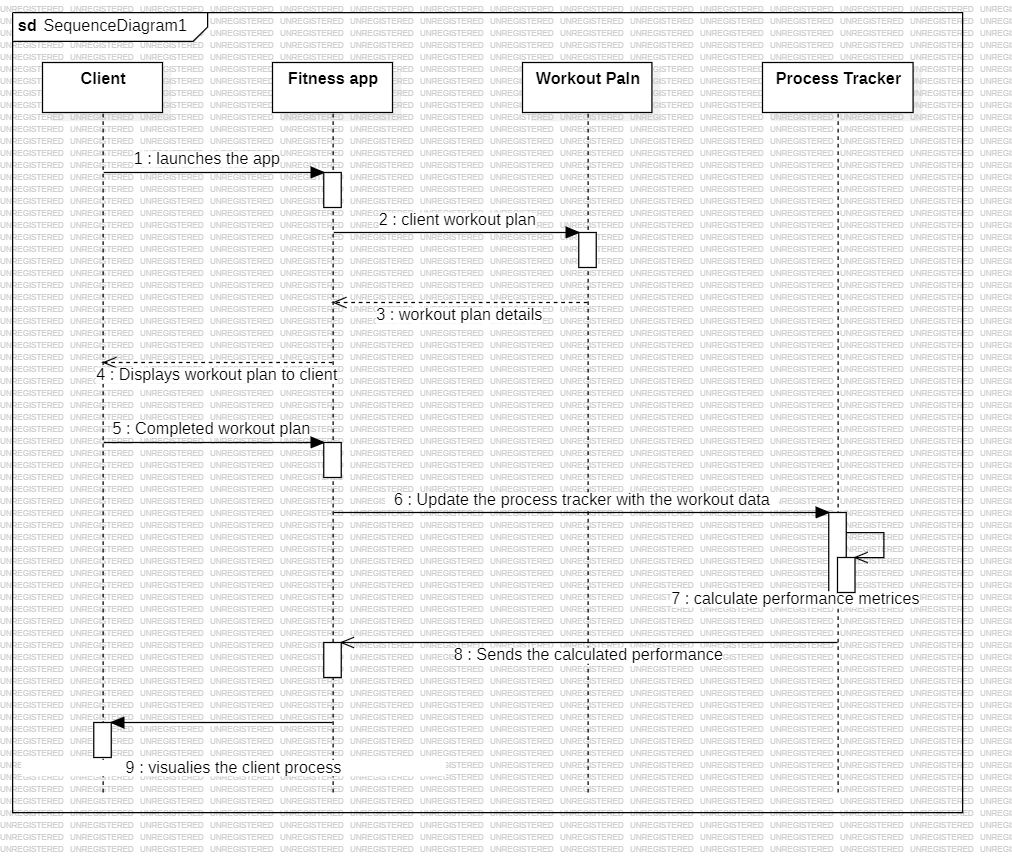 sd SequenceDiagram1
Client
Fitness app
Workout Paln
Process Tracker
1 : launches the app
2 : client workout plan
3 : workout plan details
4 : Displays workout plan to client
5 : Completed workout plan
6 : Update the process tracker with the workout data
7 : calculate performance metrices
8 : Sends the calculated performance
9 : visualies the client process
UNREGISTERED